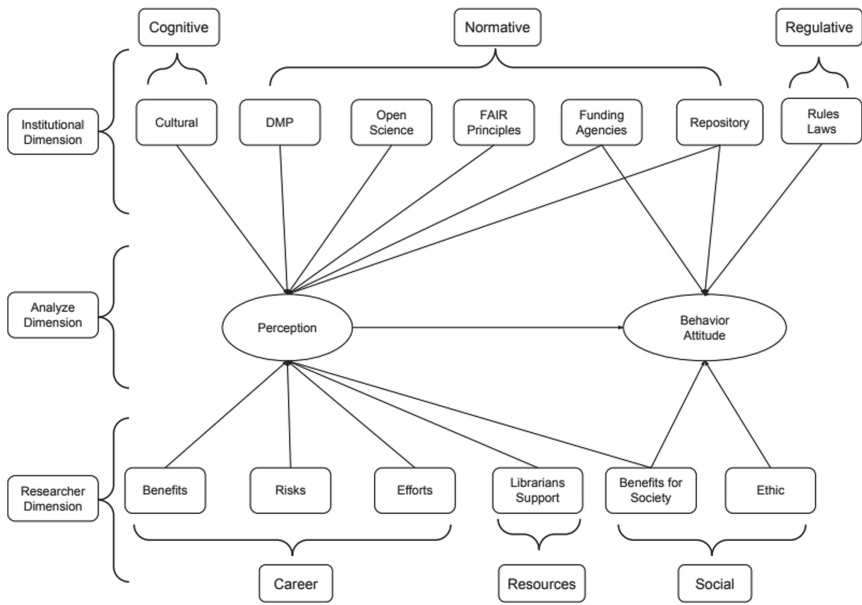 Cognitive
Normative
Regulative
Institutional
Dimension
Cultural
DMP
Open
Science
FAIR
Principles
Funding
Agencies
Repository
Rules
Laws
Analyze
Dimension
Perception
Behavior
Attitude
Researcher
Dimension
Benefits
Risks
Efforts
Librarians
Support
Benefits for
Society
Ethic
Career
Resources
Social